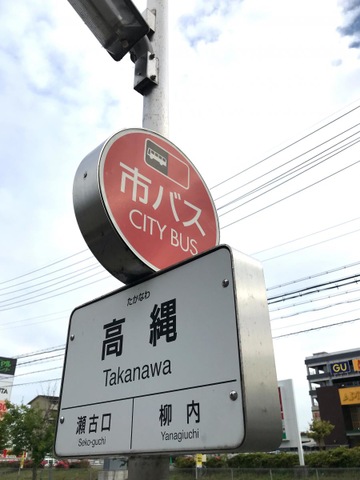 市バス
CITY BUS
たかなわ
高縄
Takanawa
瀬古口
Seko-guchi
柳内
Yanagiuchi
GU